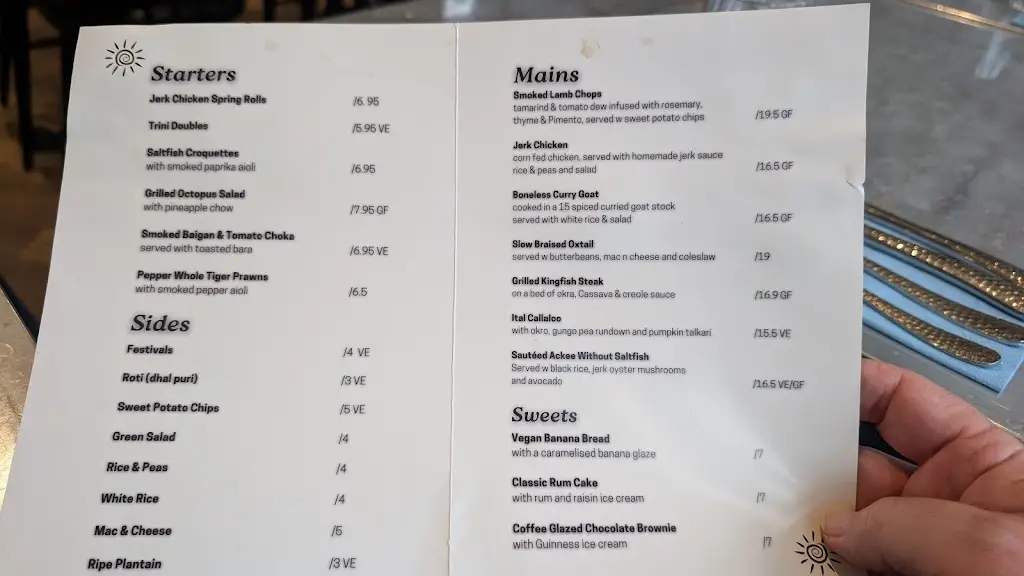 Starters
Jerk Chicken Spring Rolls /6. 95
Trini Doubles /5.95 VE
Saltfish Croquettes
with smoked paprika aioli /6.95
Grilled Octopus Salad
with pineapple chow /7.95 GF
Smoked Baigan & Tomato Choka
served with toasted bara /6.95 VE
Pepper Whole Tiger Prawns
with smoked pepper aioli /6.5
Sides
Festivals /4 VE
Roti (dhal puri) /3 VE
Sweet Potato Chips /5 VE
Green Salad /4
Rice & Peas /4
White Rice /4
Mac & Cheese /5
Ripe Plantain /3 VE
Mains
Smoked Lamb Chops
tamarind & tomato dew infused with rosemary,
thyme & Pimento, served w sweet potato chips /19.5 GF
Jerk Chicken
corn fed chicken, served with homemade jerk sauce
rice & peas and salad /16.5 GF
Boneless Curry Goat
cooked in a 15 spiced curried goat stock
served with white rice & salad /16.5 GF
Slow Braised Oxtail
served w butterbeans, mac n cheese and coleslaw /19
Grilled Kingfish Steak
on a bed of okra, Cassava & creole sauce /16.9 GF
Ital Callaloo
with okro, gungo pea rundown and pumpkin talkari /15.5 VE
Sautéed Ackee Without Saltfish
Served w black rice, jerk oyster mushrooms
and avocado /16.5 VE/GF
Sweets
Vegan Banana Bread
with a caramelised banana glaze /7
Classic Rum Cake
with rum and raisin ice cream /7
Coffee Glazed Chocolate Brownie
with Guinness ice cream /7